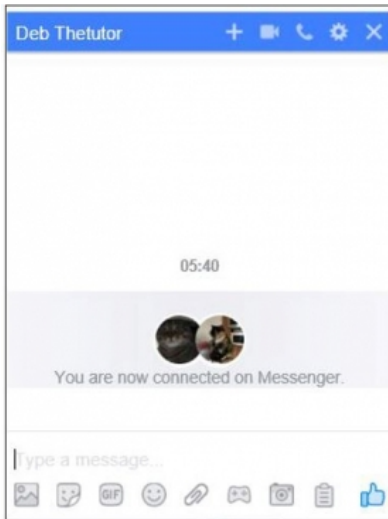 Deb Thetutor
05:40
You are now connected on Messenger.
Type a message...
GIF